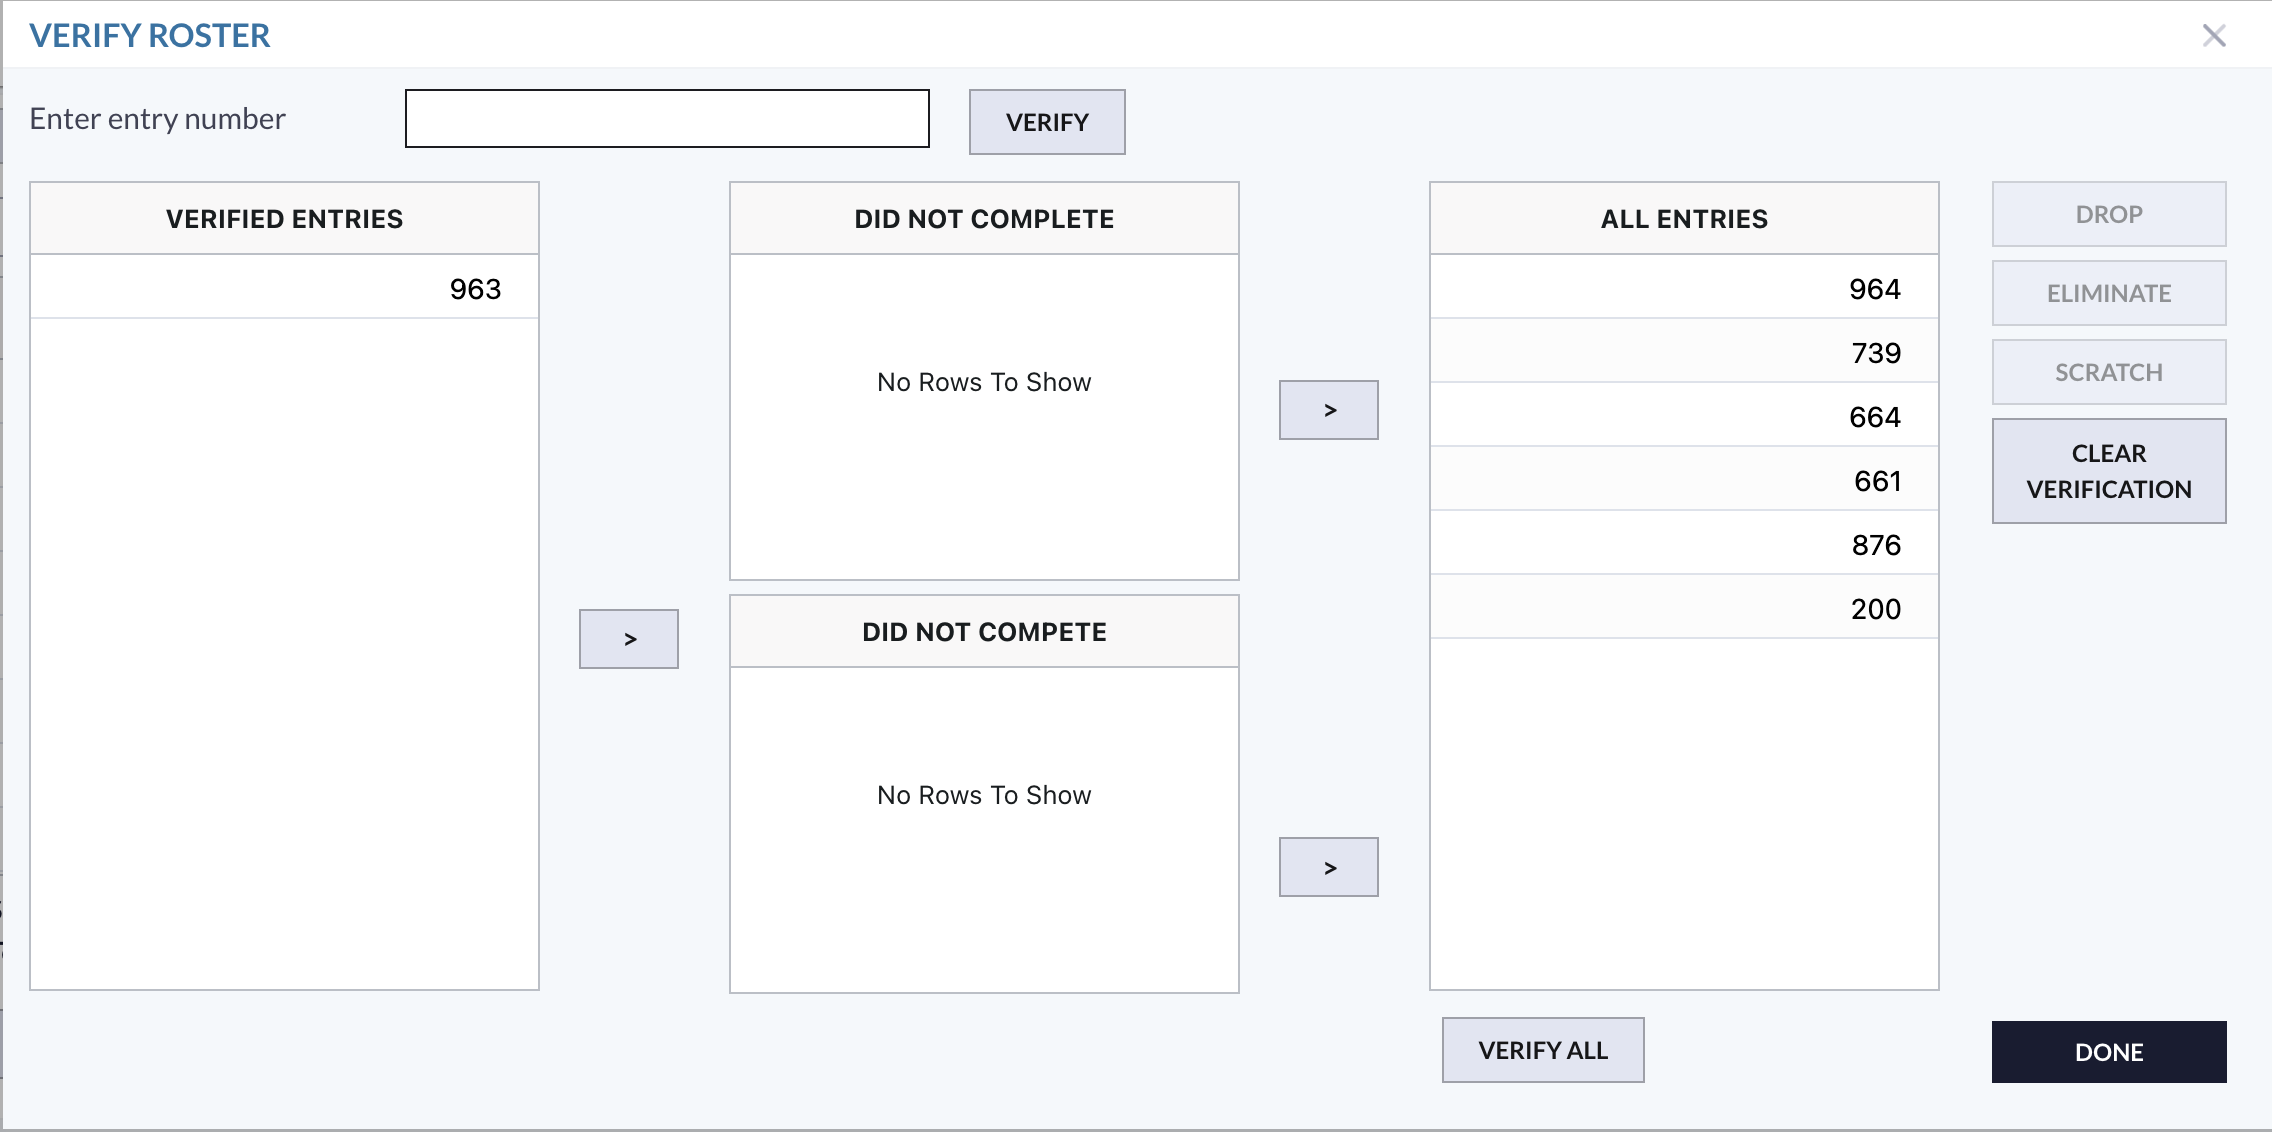 VERIFY ROSTER
Enter entry number
VERIFY
VERIFIED ENTRIES
963
>
DID NOT COMPLETE
No Rows To Show
>
DID NOT COMPETE
No Rows To Show
>
ALL ENTRIES
964
739
664
661
876
200
VERIFY ALL
DROP
ELIMINATE
SCRATCH
CLEAR
VERIFICATION
DONE